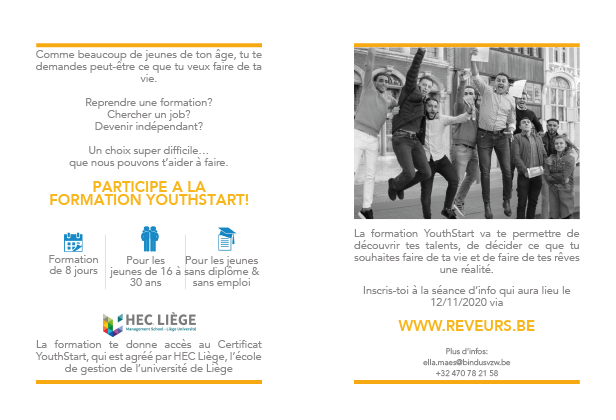 Comme beaucoup de jeunes de ton âge, tu te
demandes peut-être ce que tu veux faire de ta
vie.
Reprendre une formation?
Chercher un job?
Devenir indépendant?
Un choix super difficile...
que nous pouvons t'aider à faire.
PARTICIPE A LA
FORMATION YOUTHSTART!
Formation
de 8 jours
Pour les
jeunes de 16 à
30 ans
Pour les jeunes
sans diplôme &
sans emploi
HEC LIÈGE
Management School - Liège Université
La formation te donne accès au Certificat
YouthStart, qui est agréé par HEC Liège, l'école
de gestion de l'université de Liège
La formation YouthStart va te permettre de
découvrir tes talents, de décider ce que tu
souhaites faire de ta vie et de faire de tes rêves
une réalité.
Inscris-toi à la séance d'info qui aura lieu le
12/11/2020 via
WWW.REVEURS.BE
Plus d'infos:
ella.maes@bindusvzw.be
+32 470 78 21 58